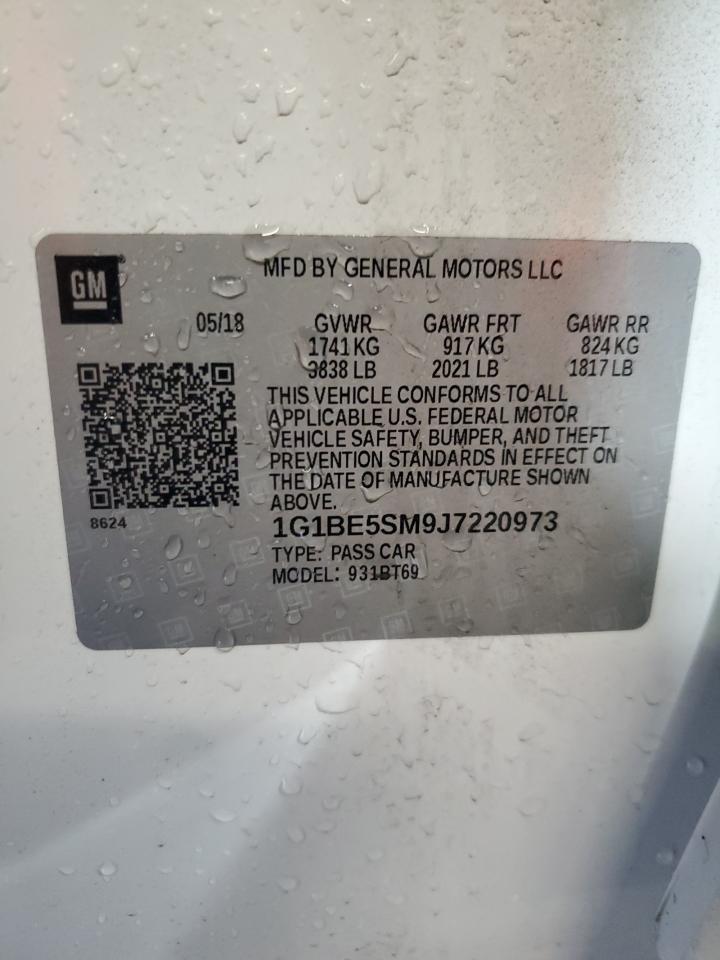 GM
MFD BY GENERAL MOTORS LLC
05/18 GVWR GAWR FRT GAWR RR
1741 KG 917 KG 824 KG
3838 LB 2021 LB 1817 LB
THIS VEHICLE CONFORMS TO ALL
APPLICABLE U.S. FEDERAL MOTOR
VEHICLE SAFETY, BUMPER, AND THEFT
PREVENTION STANDARDS IN EFFECT ON
THE DATE OF MANUFACTURE SHOWN
ABOVE.
8624
1G1BE5SM9J7220973
TYPE: PASS CAR
MODEL: 931BT69